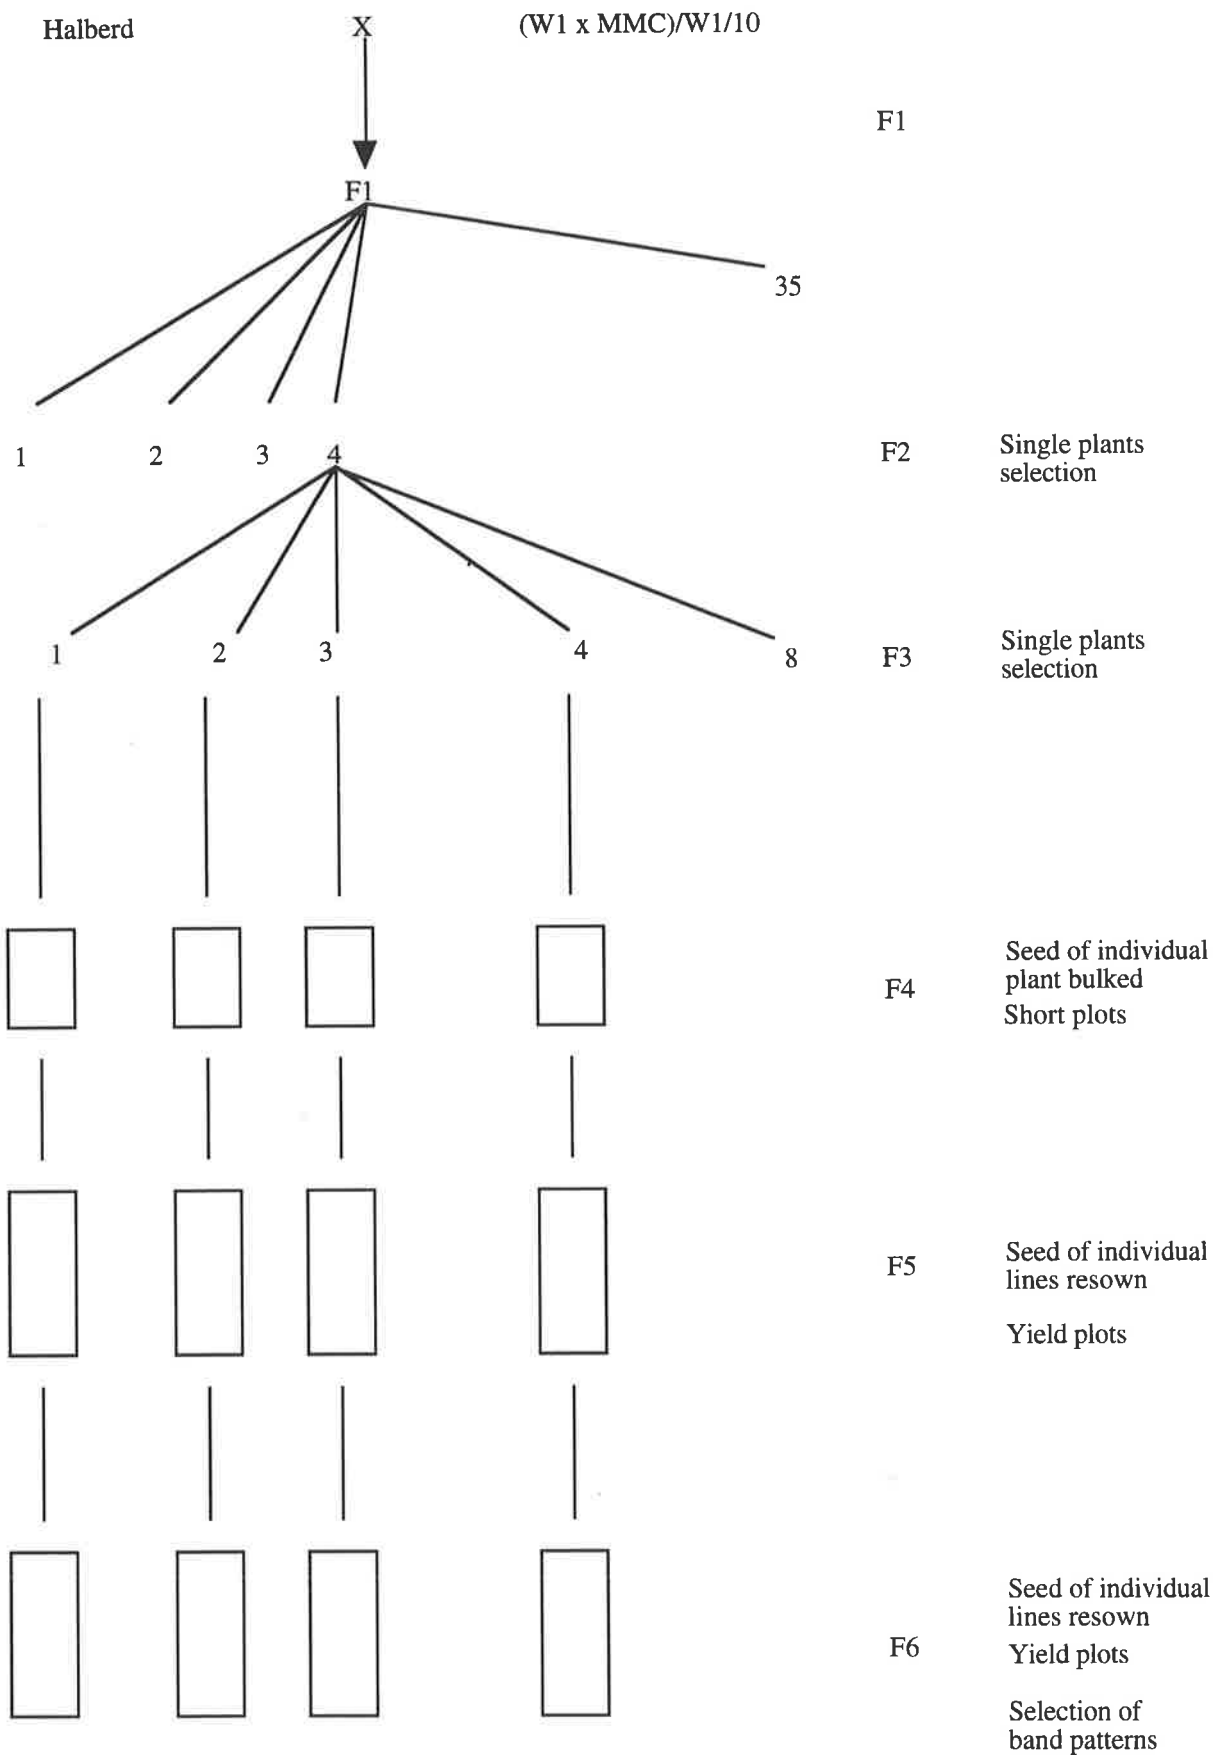 Halberd X (W1 x MMC)/W1/10
F1
F1
35
1 2 3 4 F2 Single plants
selection
1 2 3 4 8 F3 Single plants
selection
Seed of individual
plant bulked
F4
Short plots
Seed of individual
F5
lines resown
Yield plots
Seed of individual
lines resown
F6
Yield plots
Selection of
band patterns